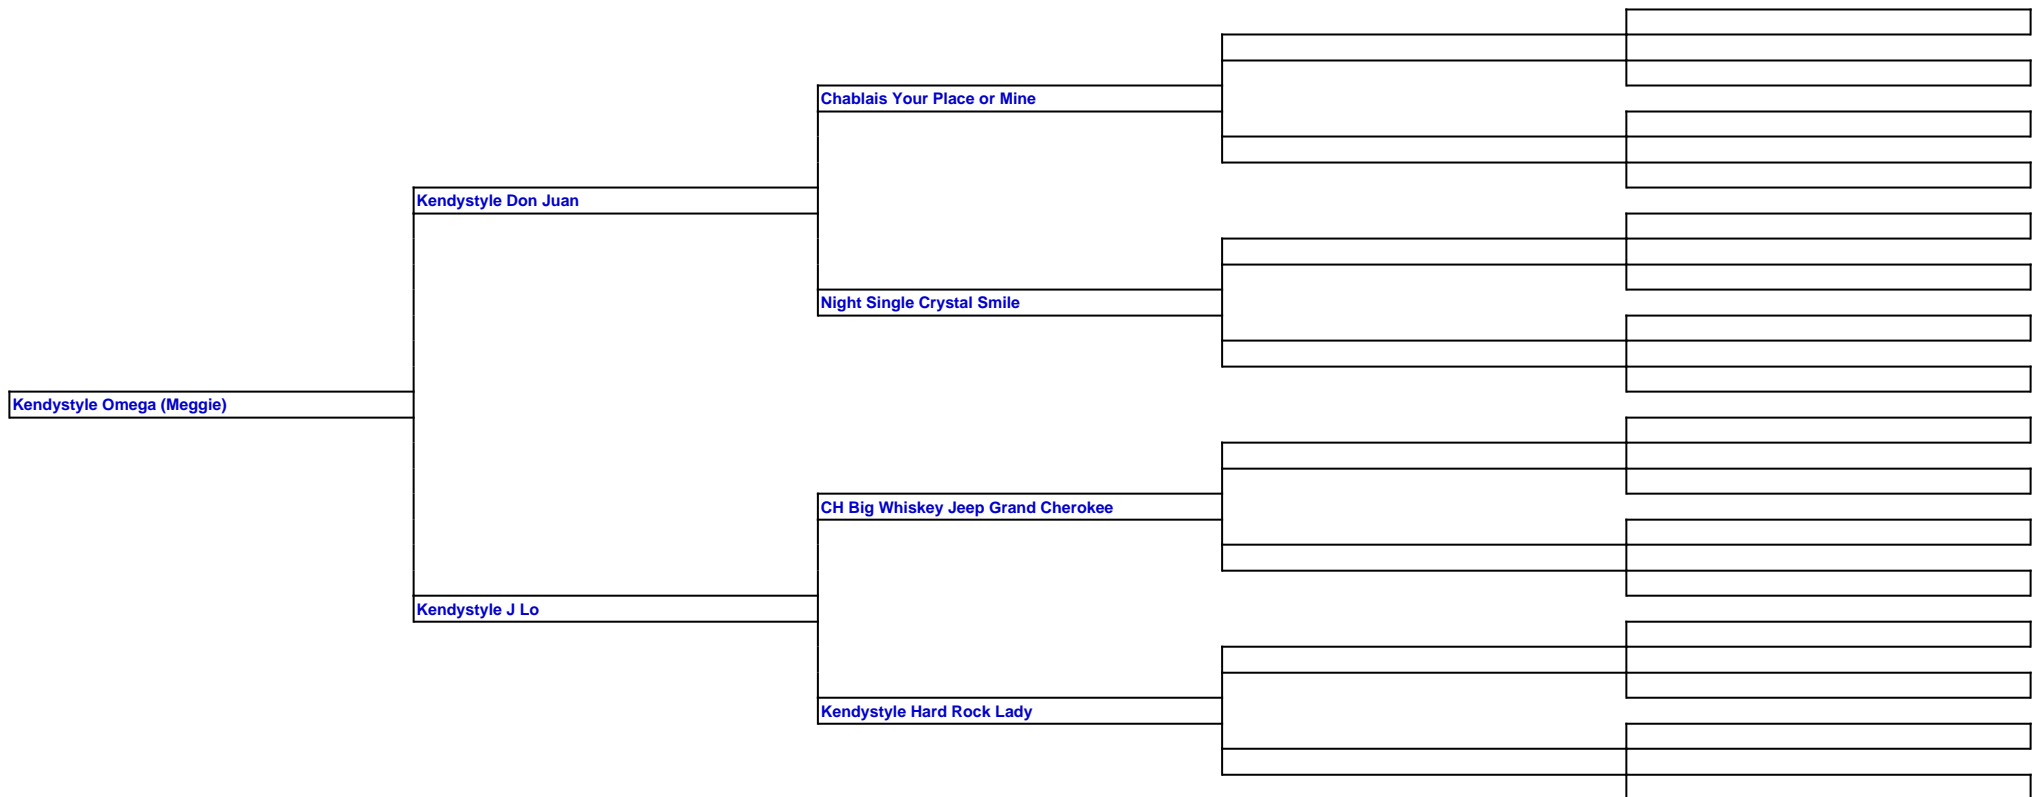 Chablais Your Place or Mine
Kendystyle Don Juan
Night Single Crystal Smile
Kendystyle Omega (Meggie)
CH Big Whiskey Jeep Grand Cherokee
Kendystyle J Lo
Kendystyle Hard Rock Lady